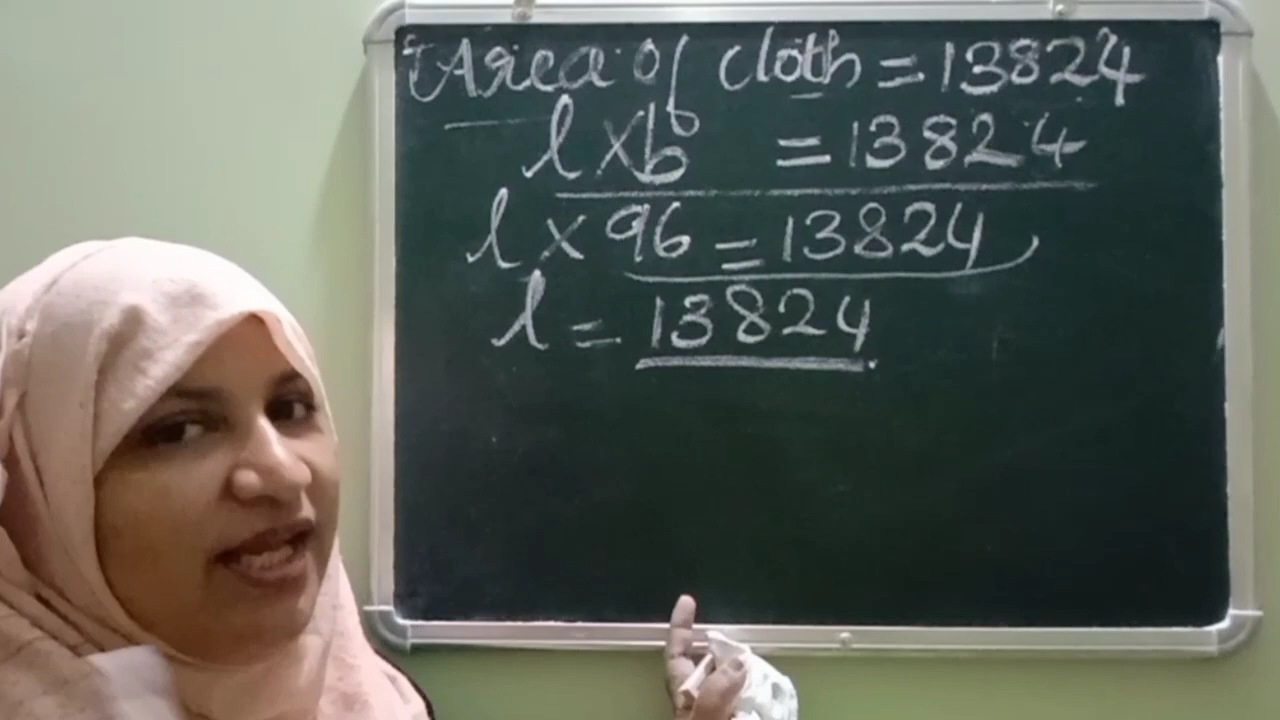 Area of cloth = 13824
l × b = 13824
l × 96 = 13824
l = 13824